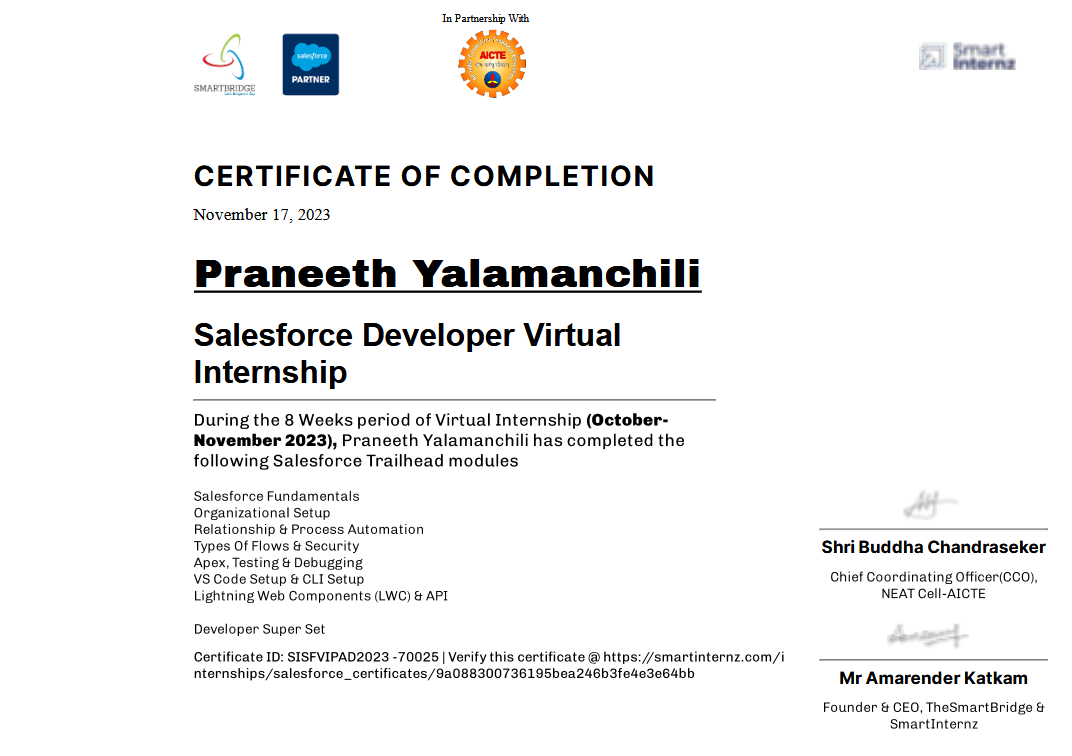 In Partnership With
SMARTBRIDGE
salesforce
PARTNER
AICTE
Smart
Internz
CERTIFICATE OF COMPLETION
November 17, 2023
Praneeth Yalamanchili
Salesforce Developer Virtual
Internship
During the 8 Weeks period of Virtual Internship (October-
November 2023), Praneeth Yalamanchili has completed the
following Salesforce Trailhead modules
Salesforce Fundamentals
Organizational Setup
Relationship & Process Automation
Types Of Flows & Security
Apex, Testing & Debugging
VS Code Setup & CLI Setup
Lightning Web Components (LWC) & API
Developer Super Set
Certificate ID: SISFVIPAD2023 -70025 | Verify this certificate @ https://smartinternz.com/i
nternships/salesforce_certificates/9a088300736195bea246b3fe4e3e64bb
Shri Buddha Chandraseker
Chief Coordinating Officer(CCO),
NEAT Cell-AICTE
Mr Amarender Katkam
Founder & CEO, TheSmartBridge &
SmartInternz